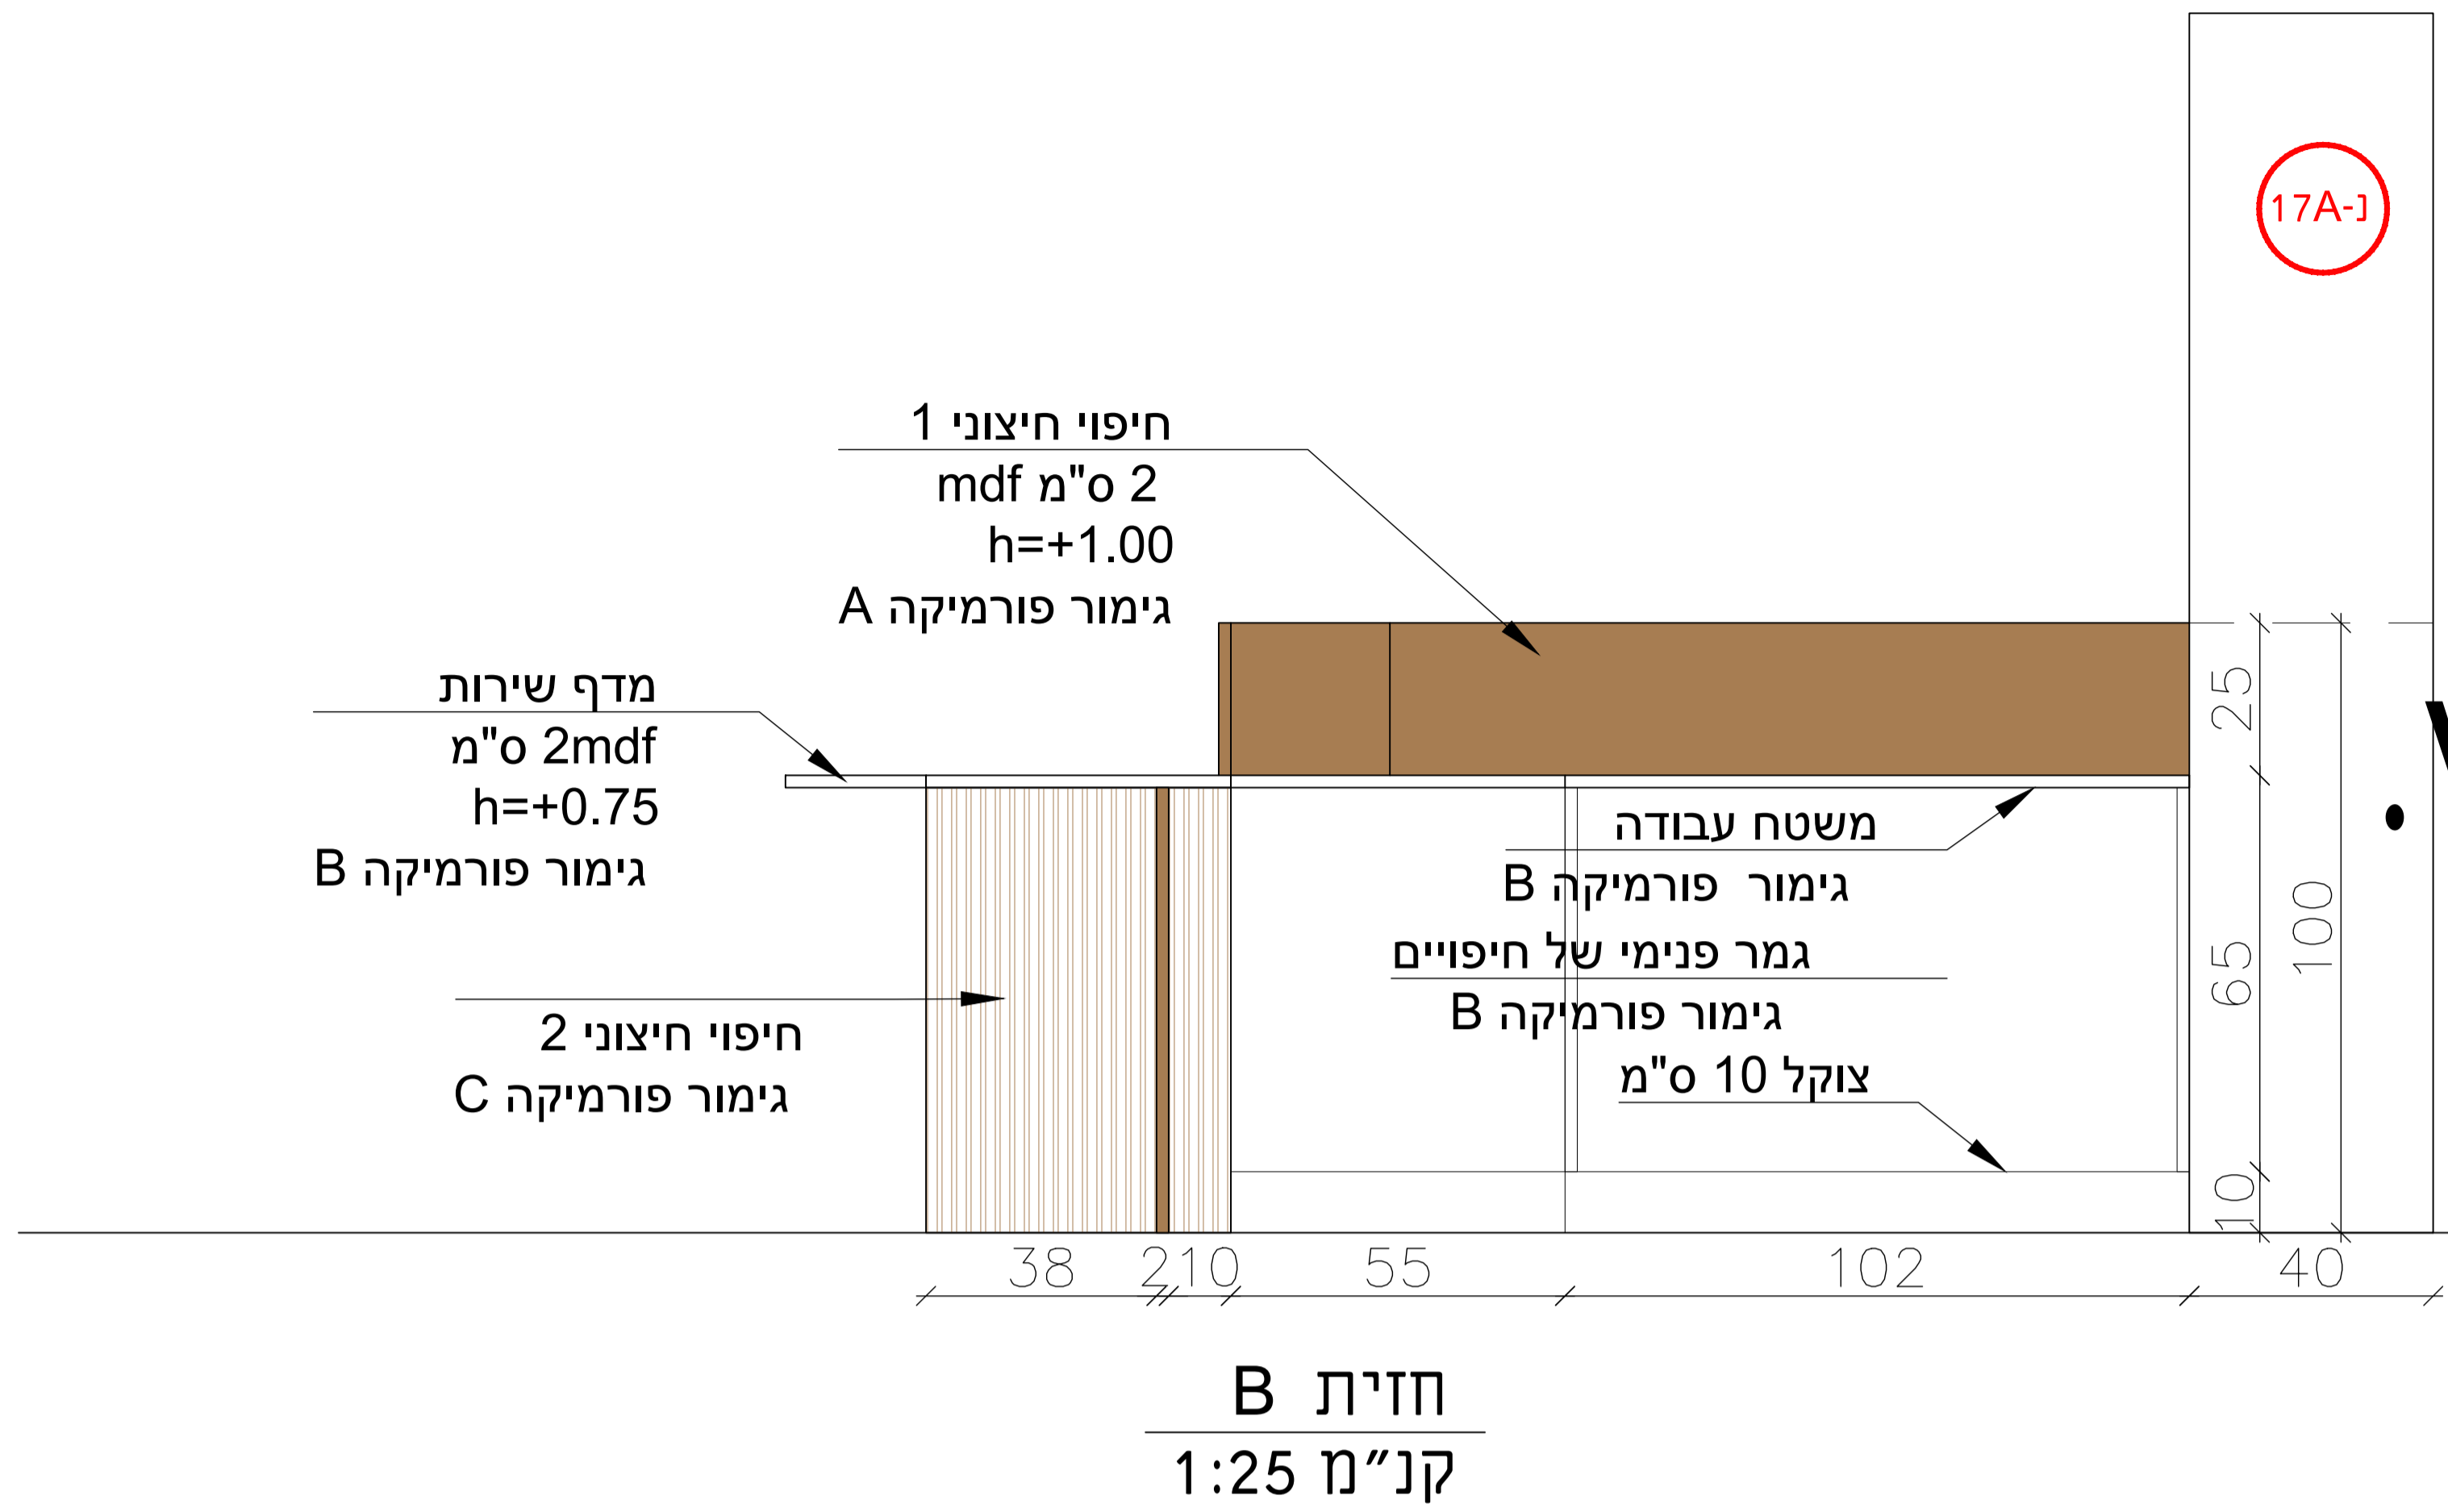 נ-17A
חיפוי חיצוני 1
2 ס"מ mdf
h=+1.00
גימור פורמיקה A
מדף שירות
2mdf ס"מ
h=+0.75
גימור פורמיקה B
חיפוי חיצוני 2
גימור פורמיקה C
משטח עבודה
גימור פורמיקה B
גמר פנימי של חיפויים
גימור פורמיקה B
צוקל 10 ס"מ
25
65
10
100
38
2
10
55
102
40
חזית B
קנ"מ 1:25